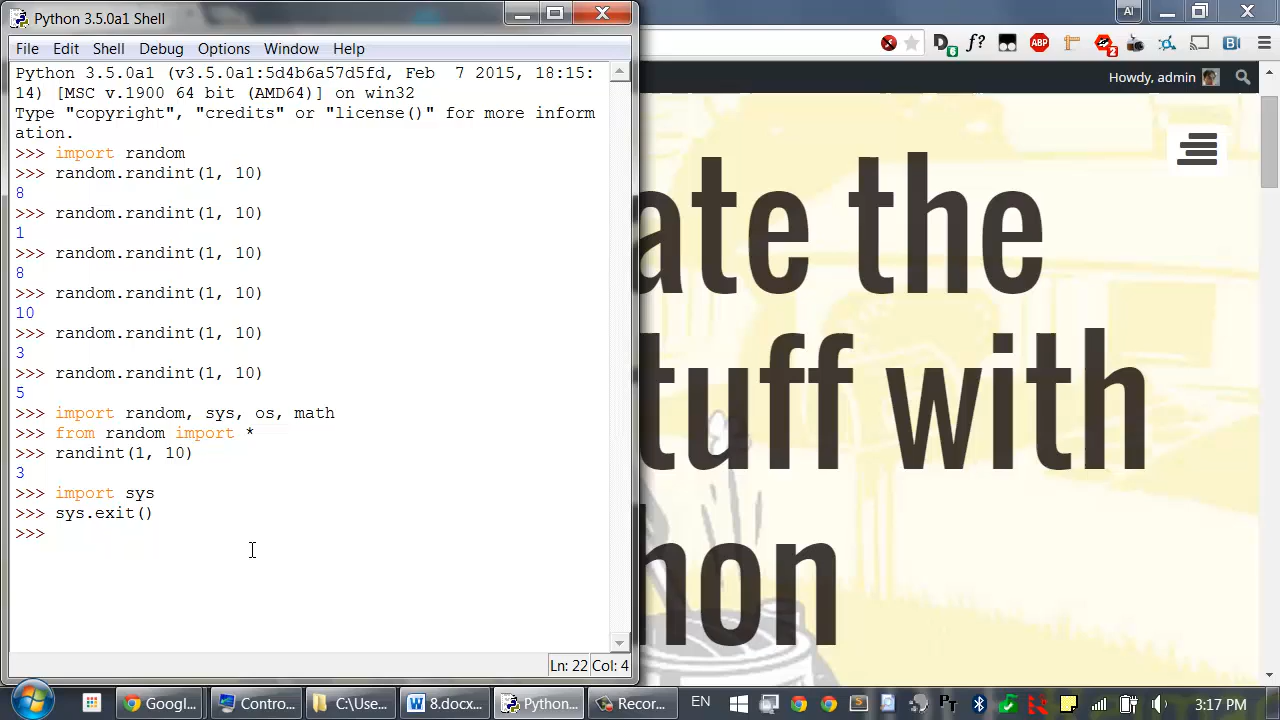 Python 3.5.0a1 Shell
File Edit Shell Debug Options Window Help
Python 3.5.0a1 (v3.5.0a1:5d4b6a57d5fd, Feb  7 2015, 18:15:
14) [MSC v.1900 64 bit (AMD64)] on win32
Type "copyright", "credits" or "license()" for more inform
ation.
>>> import random
>>> random.randint(1, 10)
8
>>> random.randint(1, 10)
1
>>> random.randint(1, 10)
8
>>> random.randint(1, 10)
10
>>> random.randint(1, 10)
3
>>> random.randint(1, 10)
5
>>> import random, sys, os, math
>>> from random import *
>>> randint(1, 10)
3
>>> import sys
>>> sys.exit()
>>>
Ln: 22 Col: 4
Al
6 f? ABP 2 B
Howdy, admin
ate the
tuff with
hon
Googl... Contro... C:\Use... 8.docx... Python... Recor... EN 3:17 PM